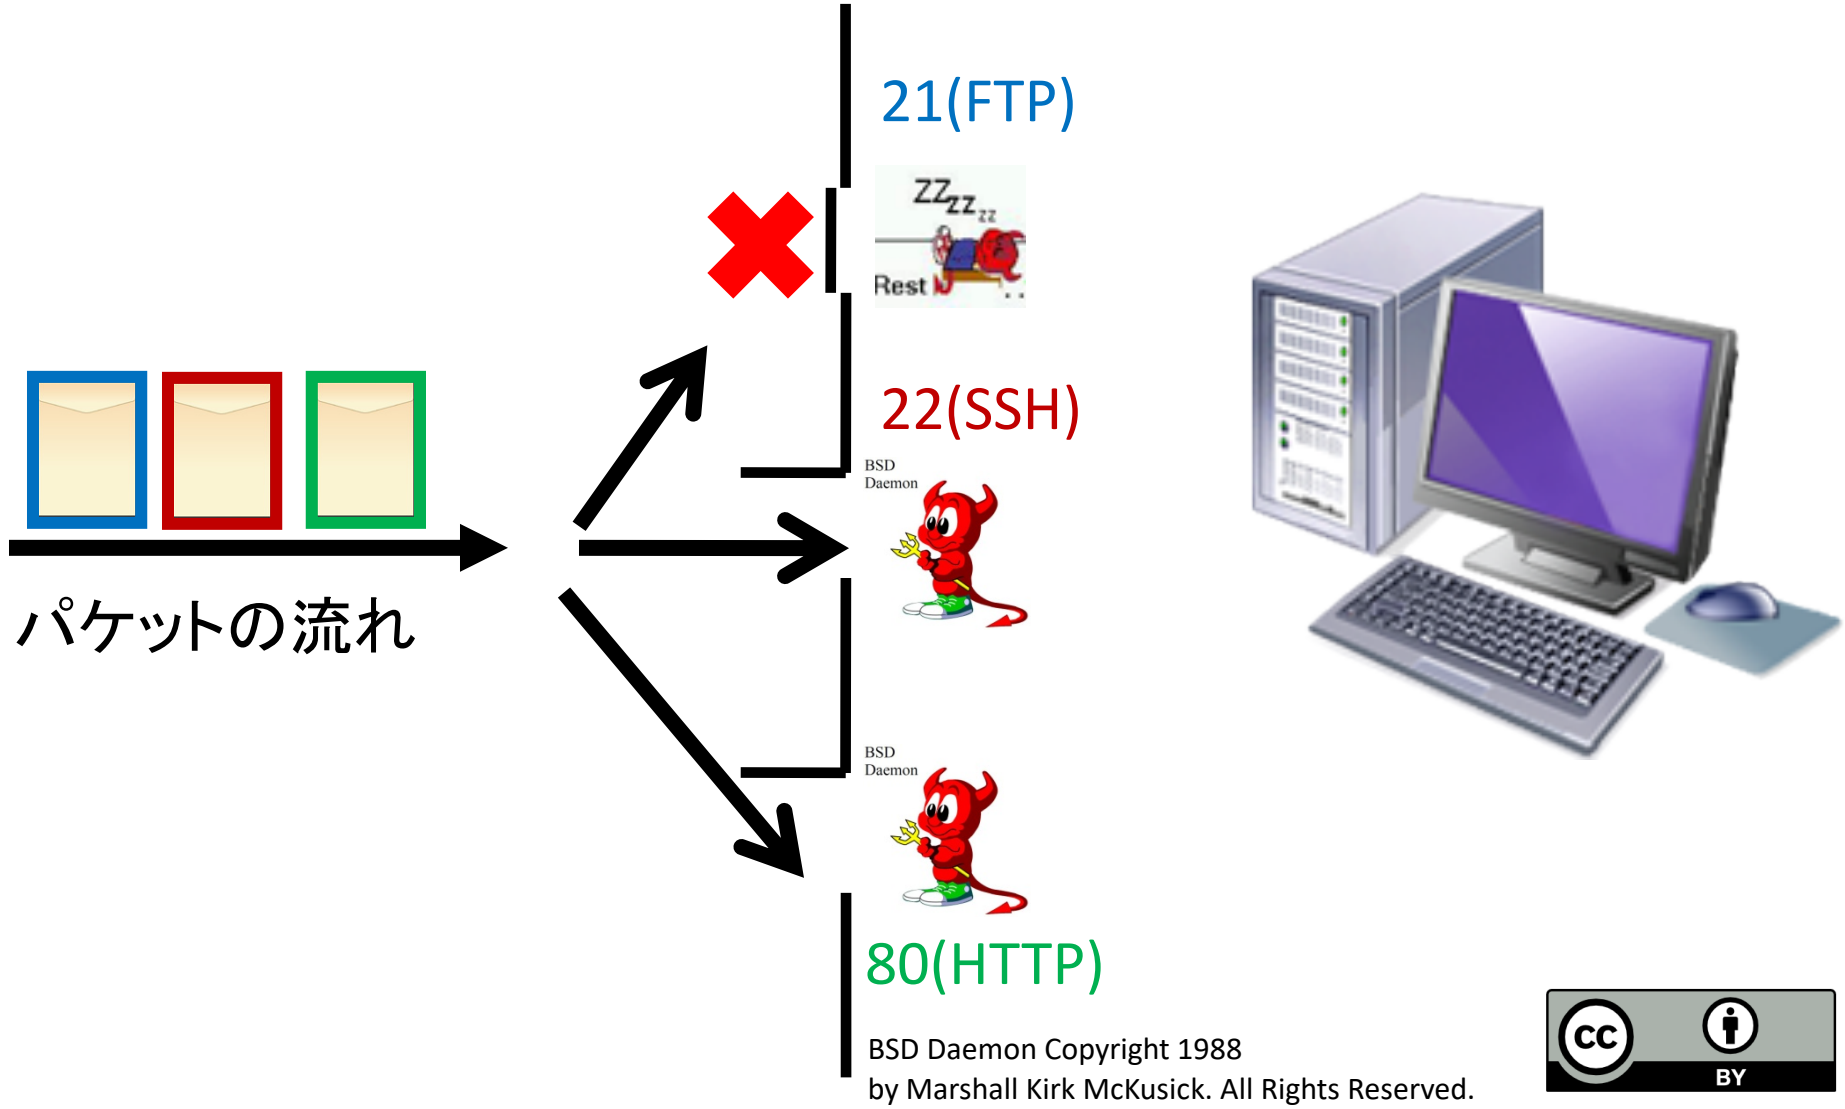 21(FTP)
ZZzzzz
Rest
22(SSH)
BSD
Daemon
パケットの流れ
BSD
Daemon
80(HTTP)
BSD Daemon Copyright 1988
by Marshall Kirk McKusick. All Rights Reserved.
cc
BY